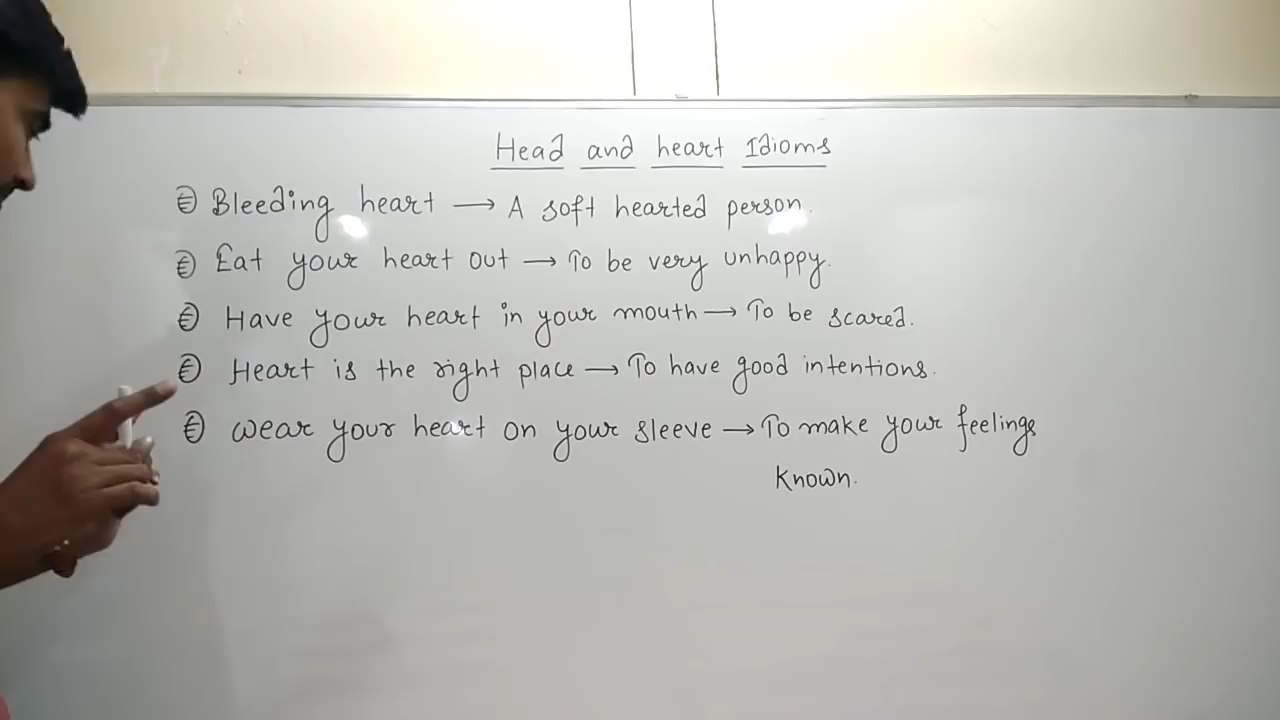 Head and heart Idioms
Bleeding heart → A soft hearted person.
Eat your heart out → To be very unhappy.
Have your heart in your mouth → To be scared.
Heart is the right place → To have good intentions.
Wear your heart on your sleeve → To make your feelings
Known.